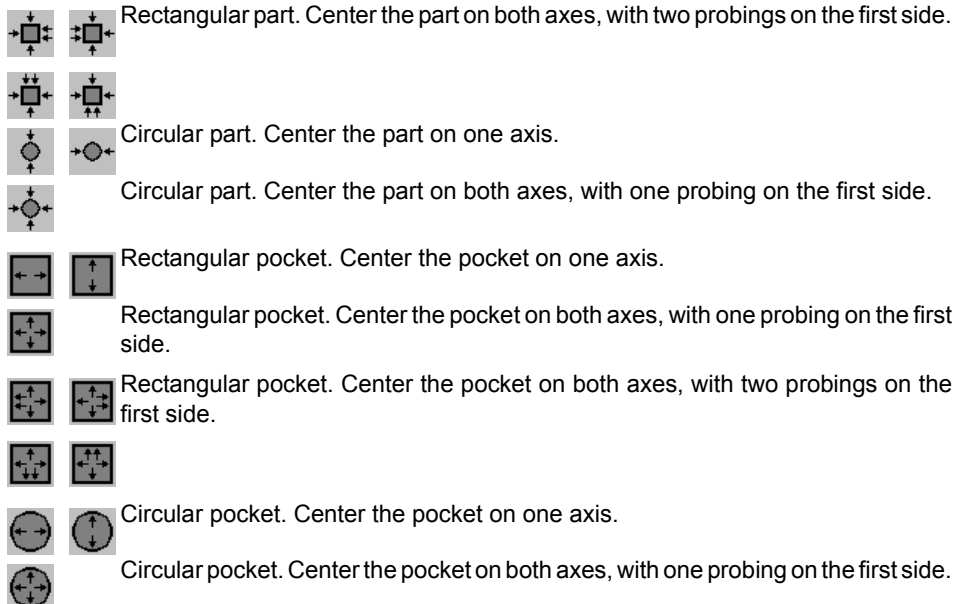 Rectangular part. Center the part on both axes, with two probings on the first side.
Circular part. Center the part on one axis.
Circular part. Center the part on both axes, with one probing on the first side.
Rectangular pocket. Center the pocket on one axis.
Rectangular pocket. Center the pocket on both axes, with one probing on the first
side.
Rectangular pocket. Center the pocket on both axes, with two probings on the
first side.
Circular pocket. Center the pocket on one axis.
Circular pocket. Center the pocket on both axes, with one probing on the first side.